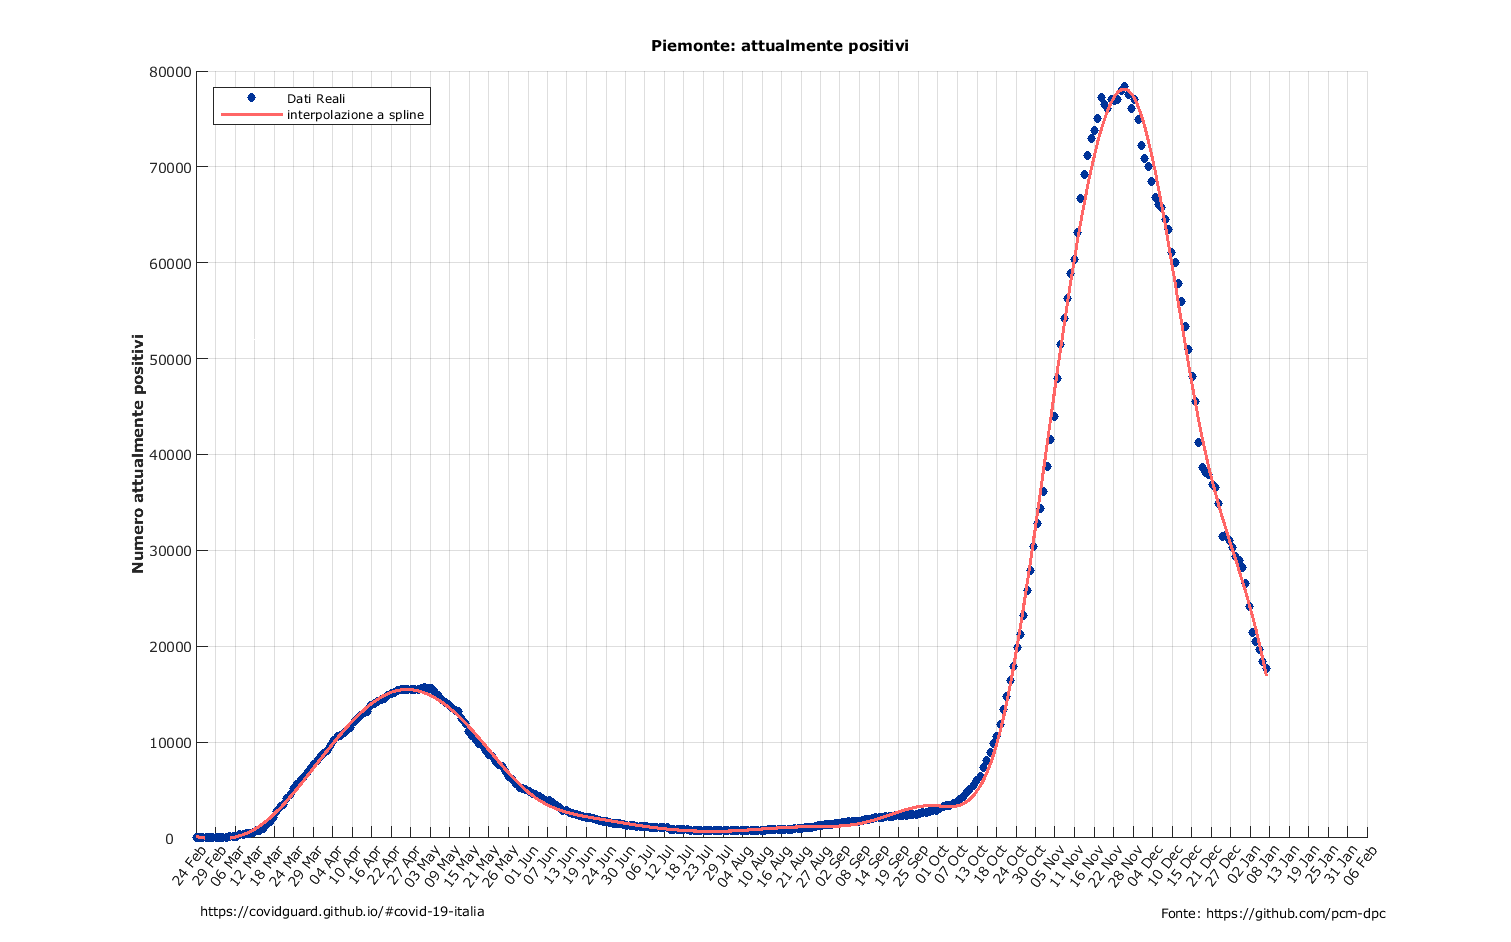 Piemonte: attualmente positivi
Dati Reali
interpolazione a spline
Numero attualmente positivi
80000
70000
60000
50000
40000
30000
20000
10000
0
24 Feb
29 Feb
06 Mar
12 Mar
18 Mar
24 Mar
29 Mar
04 Apr
10 Apr
16 Apr
22 Apr
27 Apr
03 May
09 May
15 May
21 May
26 May
01 Jun
07 Jun
13 Jun
19 Jun
24 Jun
30 Jun
06 Jul
12 Jul
18 Jul
23 Jul
29 Jul
04 Aug
10 Aug
16 Aug
21 Aug
27 Aug
02 Sep
08 Sep
14 Sep
19 Sep
25 Sep
01 Oct
07 Oct
13 Oct
18 Oct
24 Oct
30 Oct
05 Nov
11 Nov
16 Nov
22 Nov
28 Nov
04 Dec
10 Dec
15 Dec
21 Dec
27 Dec
02 Jan
08 Jan
13 Jan
19 Jan
25 Jan
31 Jan
06 Feb
https://covidguard.github.io/#covid-19-italia
Fonte: https://github.com/pcm-dpc